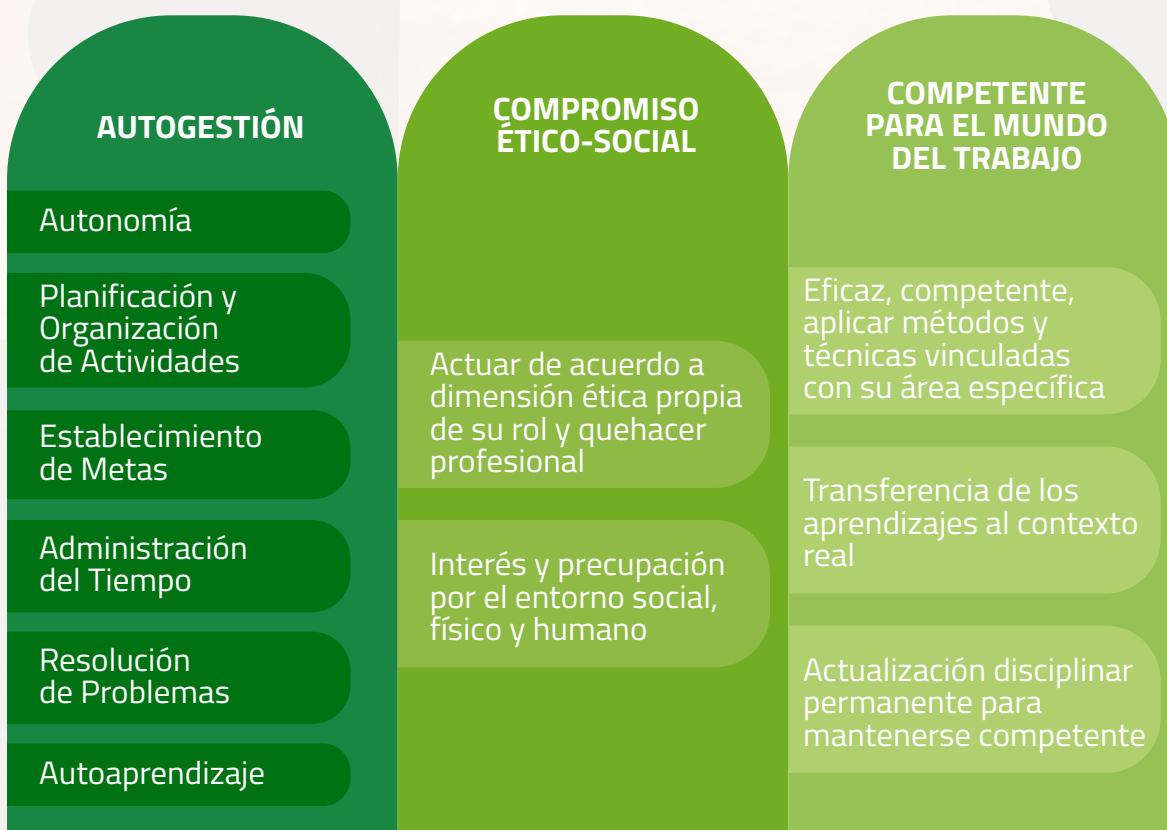 AUTOGESTIÓN
Autonomía
Planificación y
Organización
de Actividades
Establecimiento
de Metas
Administración
del Tiempo
Resolución
de Problemas
Autoaprendizaje
COMPROMISO
ÉTICO-SOCIAL
Actuar de acuerdo a
dimensión ética propia
de su rol y quehacer
profesional
Interés y precupación
por el entorno social,
físico y humano
COMPETENTE
PARA EL MUNDO
DEL TRABAJO
Eficaz, competente,
aplicar métodos y
técnicas vinculadas
con su área específica
Transferencia de los
aprendizajes al contexto
real
Actualización disciplinar
permanente para
mantenerse competente